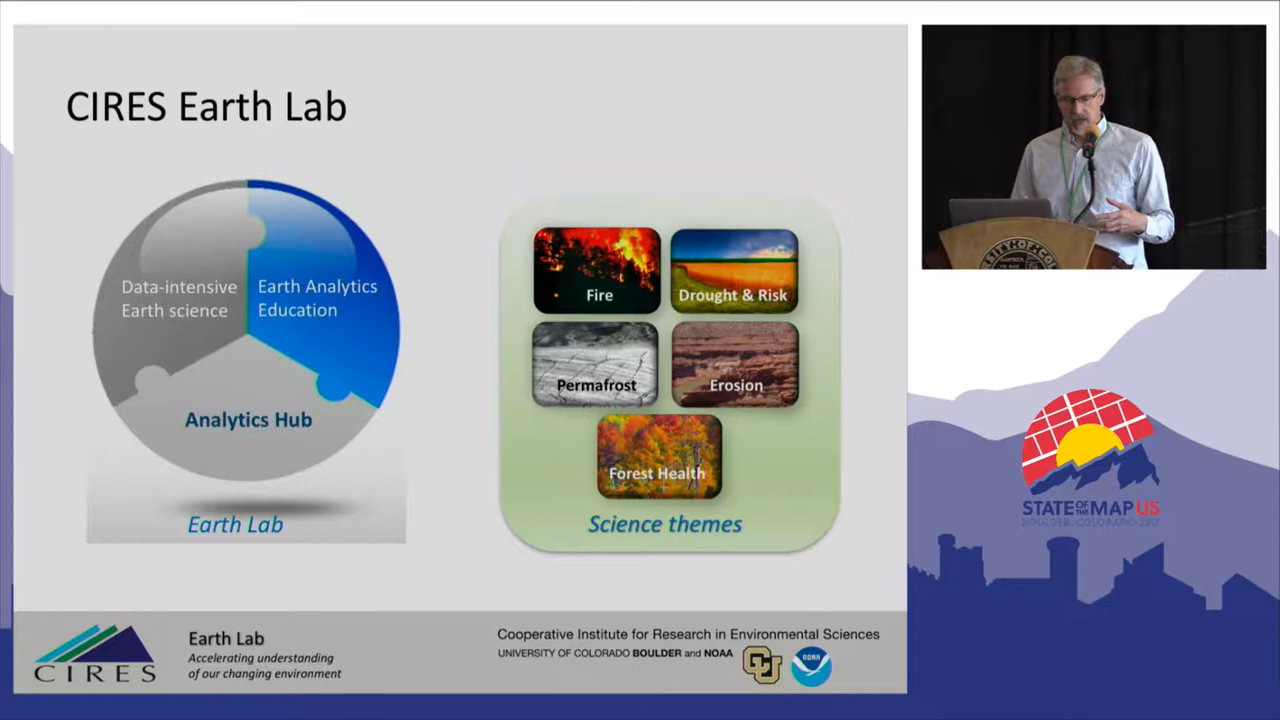 CIRES Earth Lab
Data-intensive
Earth science
Earth Analytics
Education
Analytics Hub
Earth Lab
Fire
Drought & Risk
Permafrost
Erosion
Forest Health
Science themes
CIRES
Earth Lab
Accelerating understanding
of our changing environment
Cooperative Institute for Research in Environmental Sciences
UNIVERSITY OF COLORADO BOULDER and NOAA
CU
NOAA
STATE OF THE MAP US
BOULDER, COLORADO 2017